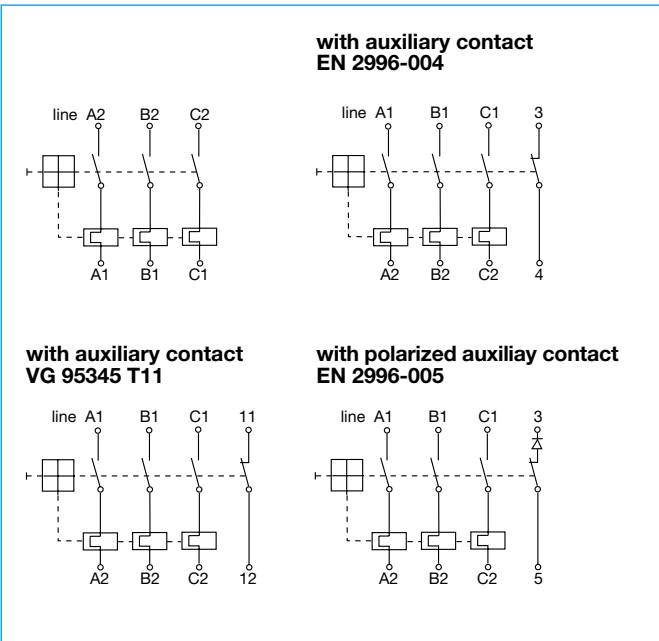 with auxiliary contact
EN 2996-004
line A2 B2 C2
A1 B1 C1
line A1 B1 C1 3
A2 B2 C2 4
with auxiliary contact
VG 95345 T11
line A1 B1 C1 11
A2 B2 C2 12
with polarized auxiliay contact
EN 2996-005
line A1 B1 C1 3
A2 B2 C2 5